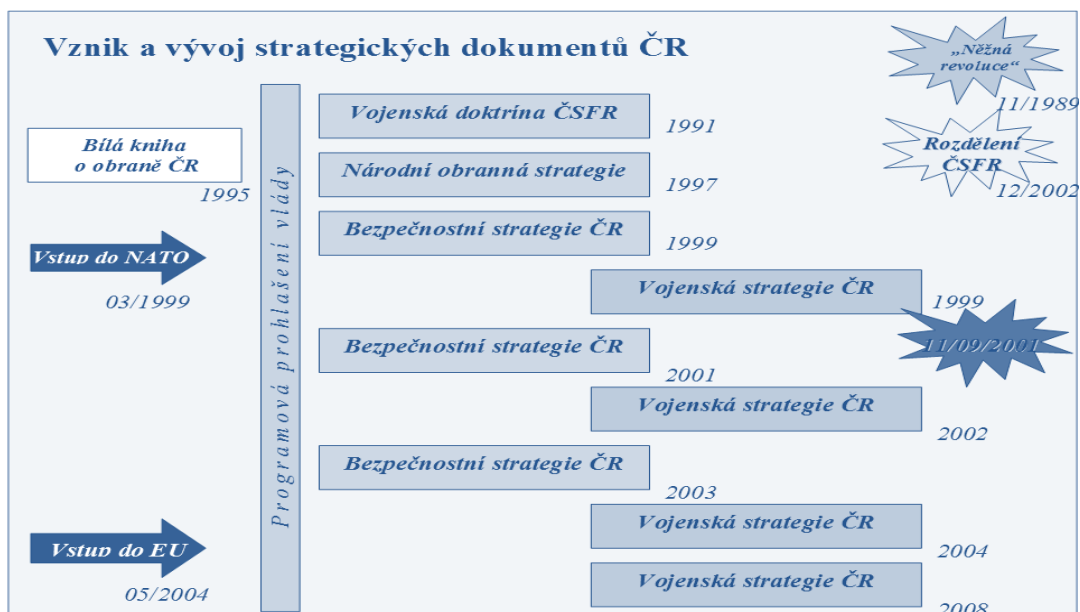 Vznik a vývoj strategických dokumentů ČR
„Něžná
revoluce“
11/1989
Vojenská doktrína ČSFR
1991
Bílá kniha
o obraně ČR
1995
Rozdělení
ČSFR
12/2002
Národní obranná strategie
1997
Programová prohlašení vlády
Bezpečnostní strategie ČR
1999
Vstup do NATO
03/1999
Vojenská strategie ČR
1999
11/09/2001
Bezpečnostní strategie ČR
2001
Vojenská strategie ČR
2002
Bezpečnostní strategie ČR
2003
Vojenská strategie ČR
2004
Vstup do EU
05/2004
Vojenská strategie ČR
2008